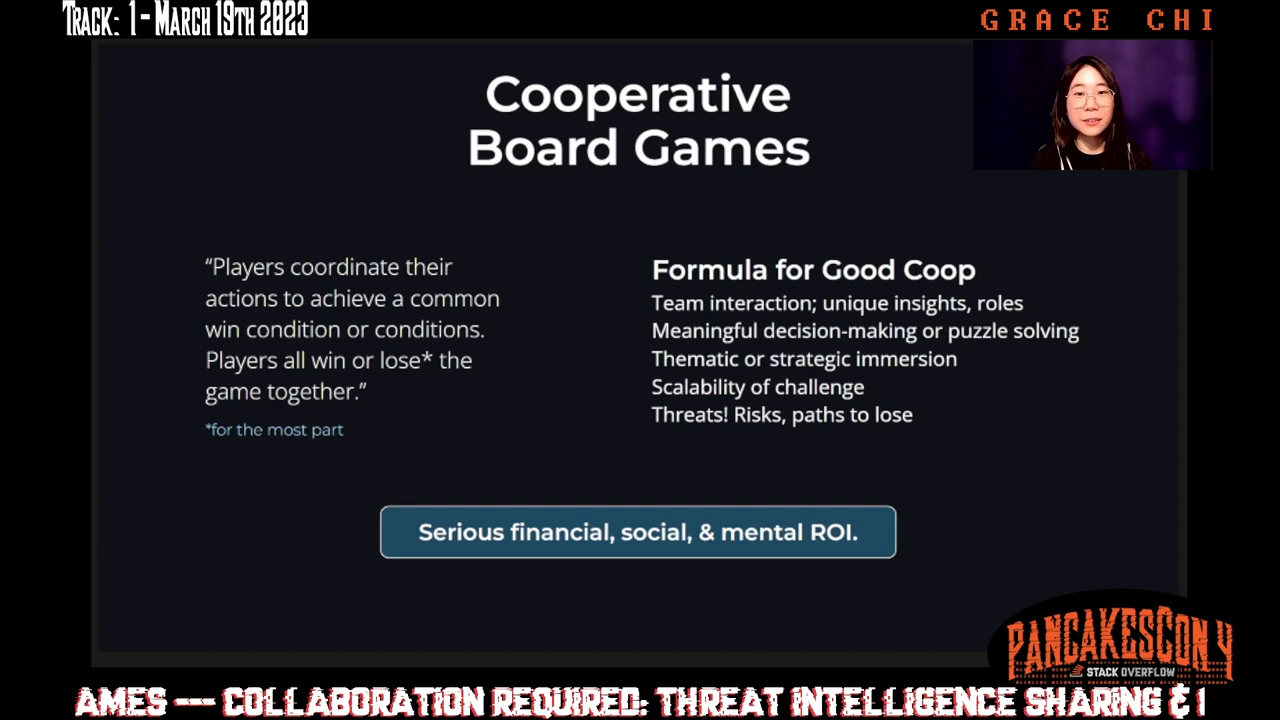 Track: 1 - March 19th 2023
GRACE CHI
Cooperative
Board Games
“Players coordinate their
actions to achieve a common
win condition or conditions.
Players all win or lose* the
game together.”
*for the most part
Formula for Good Coop
Team interaction; unique insights, roles
Meaningful decision-making or puzzle solving
Thematic or strategic immersion
Scalability of challenge
Threats! Risks, paths to lose
Serious financial, social, & mental ROI.
PANCAKESCON 4
STACK OVERFLOW
AMES --- COLLABORATION REQUIRED: THREAT INTELLIGENCE SHARING &